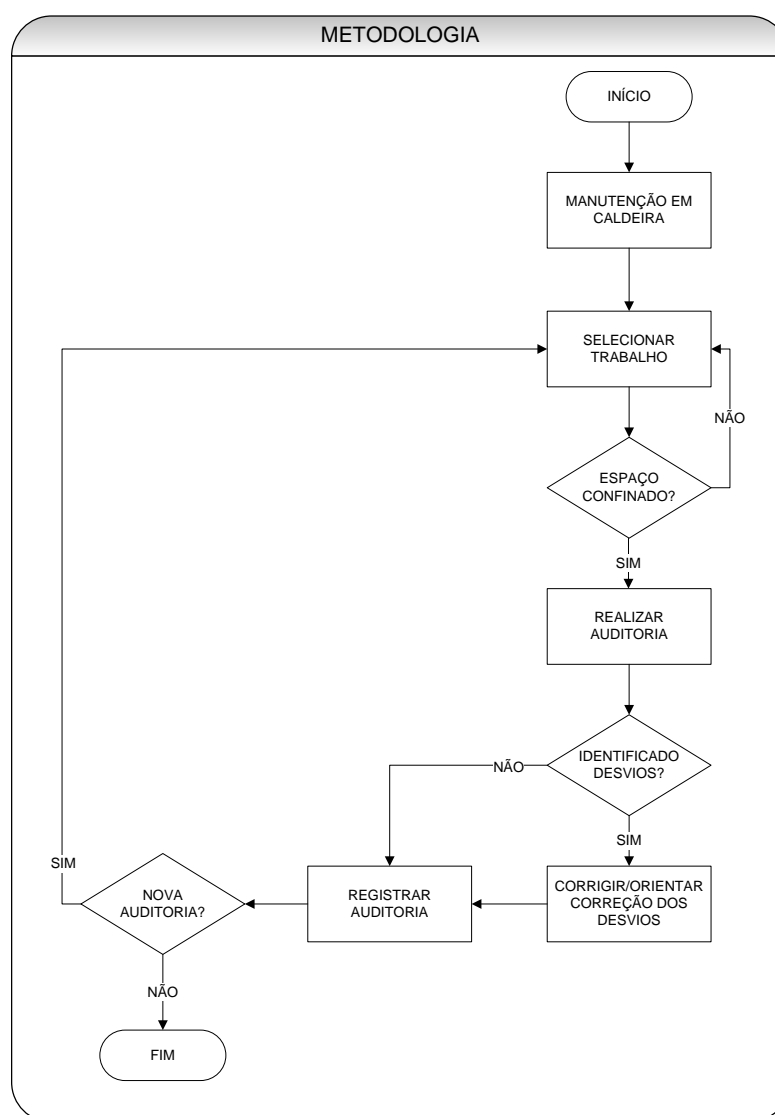 METODOLOGIA
INÍCIO
MANUTENÇÃO EM
CALDEIRA
SELECIONAR
TRABALHO
NÃO
ESPAÇO
CONFINADO?
SIM
REALIZAR
AUDITORIA
IDENTIFICADO
DESVIOS?
NÃO
SIM
CORRIGIR/ORIENTAR
CORREÇÃO DOS
DESVIOS
REGISTRAR
AUDITORIA
NOVA
AUDITORIA?
SIM
NÃO
FIM